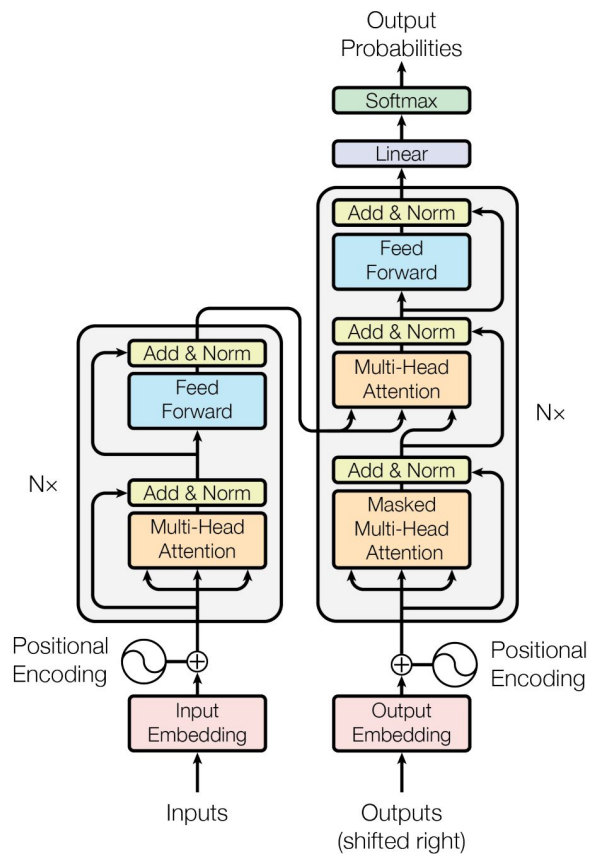 Output
Probabilities
Softmax
Linear
Add & Norm
Feed
Forward
Add & Norm
Multi-Head
Attention
Add & Norm
Masked
Multi-Head
Attention
N×
Add & Norm
Feed
Forward
Add & Norm
Multi-Head
Attention
N×
Positional
Encoding
Positional
Encoding
Input
Embedding
Output
Embedding
Inputs
Outputs
(shifted right)